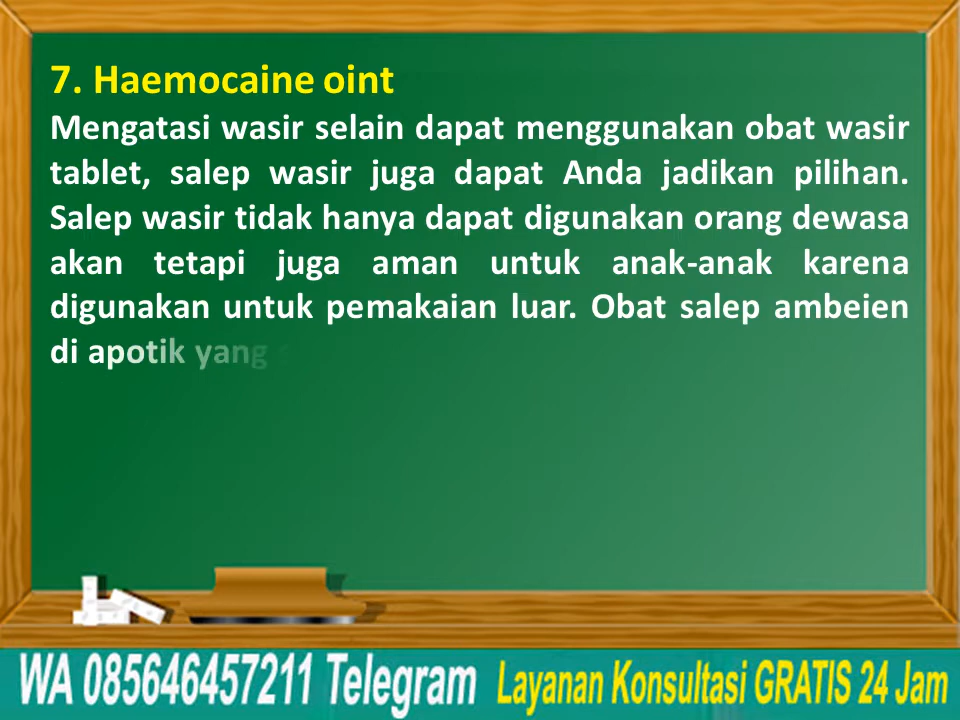 7. Haemocaine oint
Mengatasi wasir selain dapat menggunakan obat wasir
tablet, salep wasir juga dapat Anda jadikan pilihan.
Salep wasir tidak hanya dapat digunakan orang dewasa
akan tetapi juga aman untuk anak-anak karena
digunakan untuk pemakaian luar. Obat salep ambeien
di apotik yang
WA 085646457211 Telegram Layanan Konsultasi GRATIS 24 Jam